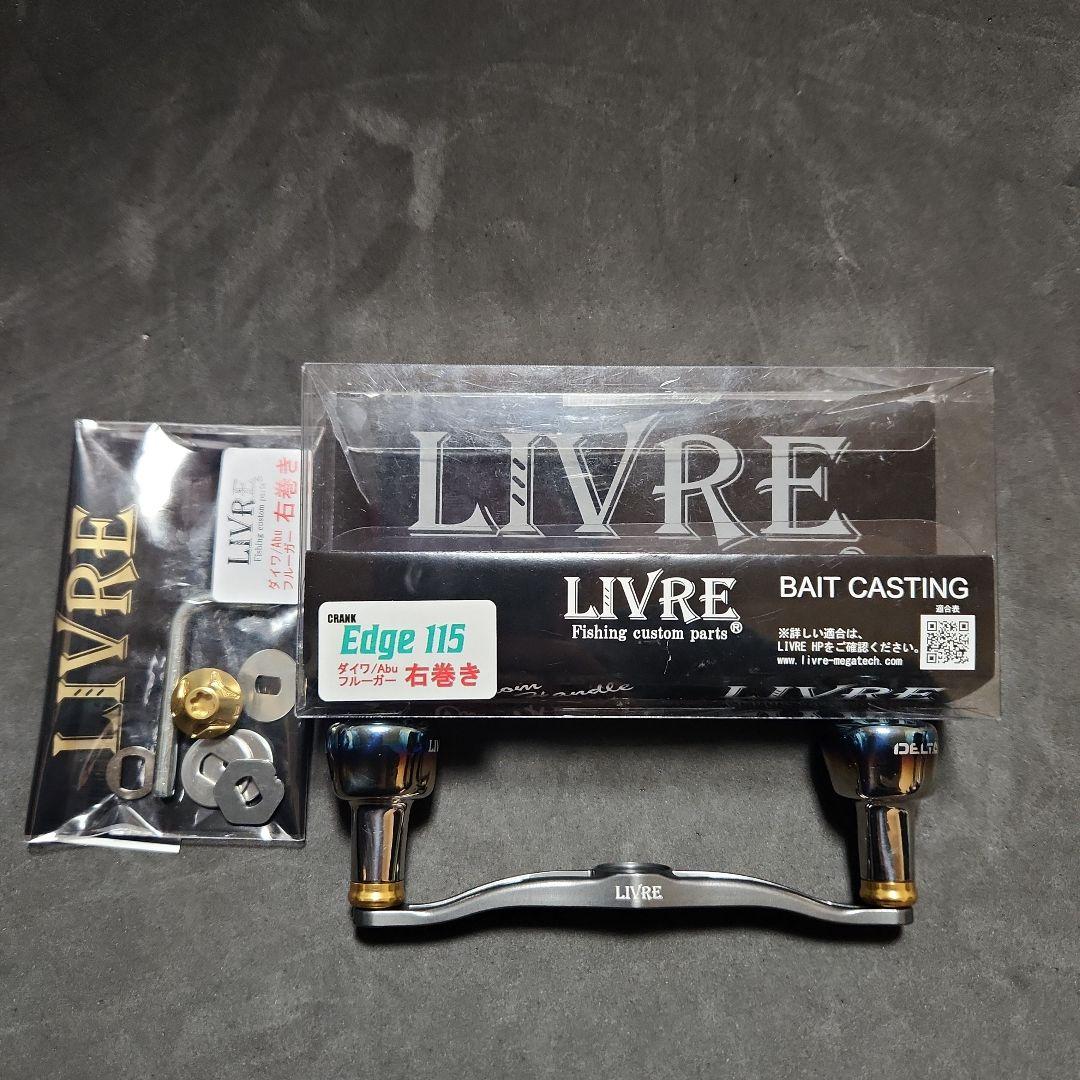 LIVRE
LIVRE
Fishing custom parts®
ダイワ/Abu
フルーガー 右巻き
LIVRE
®
CRANK
Edge 115
ダイワ/Abu
フルーガー 右巻き
LIVRE®
Fishing custom parts
BAIT CASTING
適合表
※詳しい適合は、
LIVRE HPをご確認ください。
www.livre-megatech.com
LIVRE
LI
DELTA
LIVRE